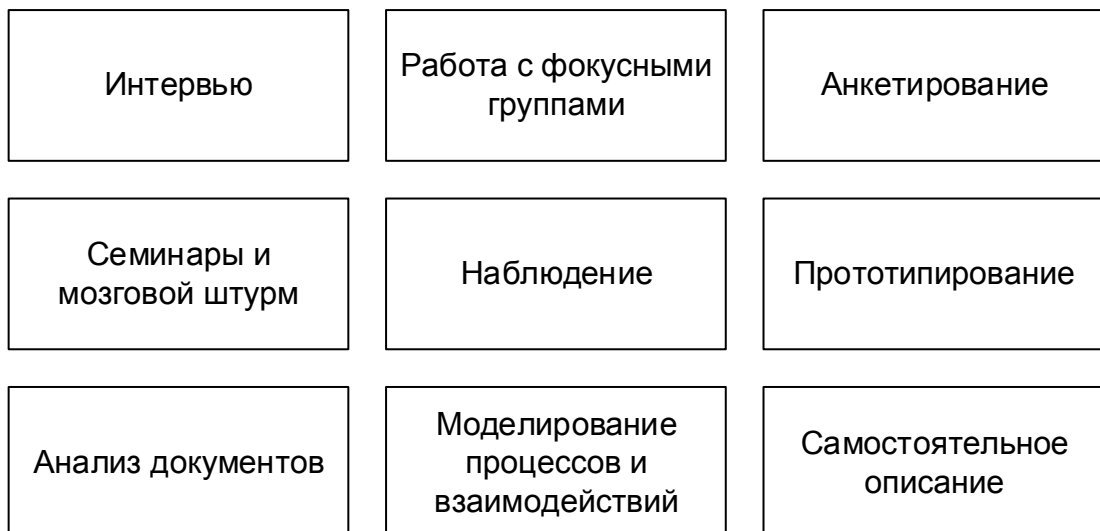 Интервью
Работа с фокусными
группами
Анкетирование
Семинары и
мозговой штурм
Наблюдение
Прототипирование
Анализ документов
Моделирование
процессов и
взаимодействий
Самостоятельное
описание